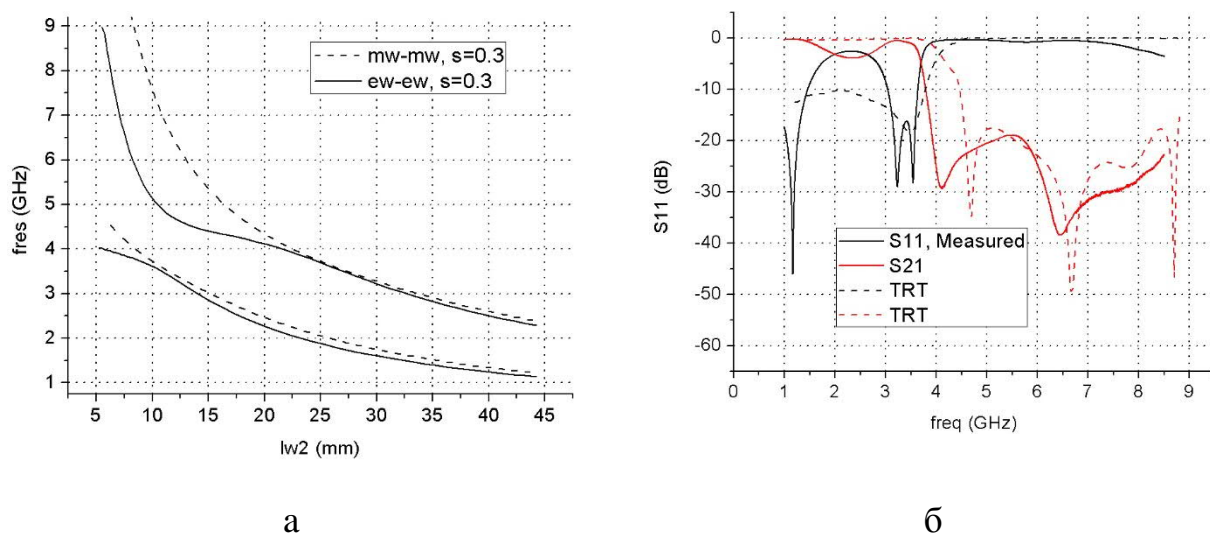 9
8
7
6
5
4
3
2
1
fres (GHz)
5 10 15 20 25 30 35 40 45
lw2 (mm)
mw-mw, s=0.3
ew-ew, s=0.3
а
0
-10
-20
-30
-40
-50
-60
S11 (dB)
0 1 2 3 4 5 6 7 8 9
freq (GHz)
S11, Measured
S21
TRT
TRT
б